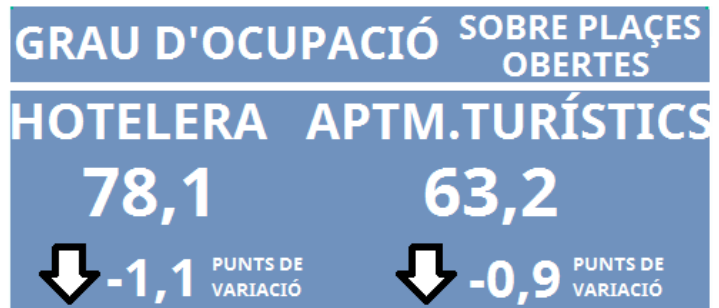 GRAU D'OCUPACIÓ SOBRE PLAÇES
OBERTES
HOTELERA APTM.TURÍSTICS
78,1 63,2
-1,1 PUNTS DE
VARIACIÓ
-0,9 PUNTS DE
VARIACIÓ